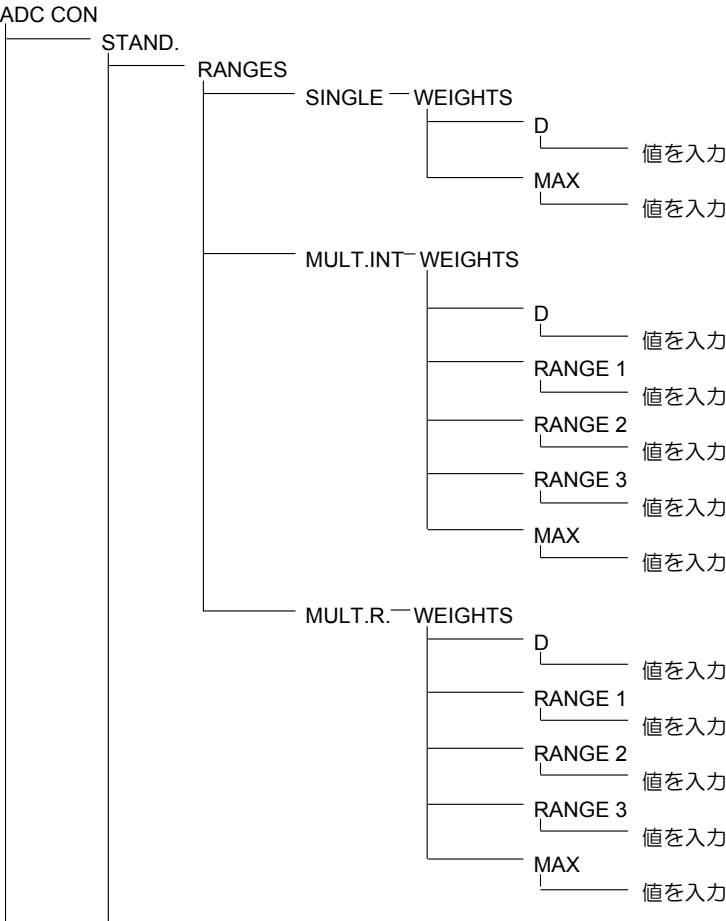 ADC CON
STAND.
RANGES
SINGLE WEIGHTS
D
値を入力
MAX
値を入力
MULT.INT WEIGHTS
D
値を入力
RANGE 1
値を入力
RANGE 2
値を入力
RANGE 3
値を入力
MAX
値を入力
MULT.R. WEIGHTS
D
値を入力
RANGE 1
値を入力
RANGE 2
値を入力
RANGE 3
値を入力
MAX
値を入力